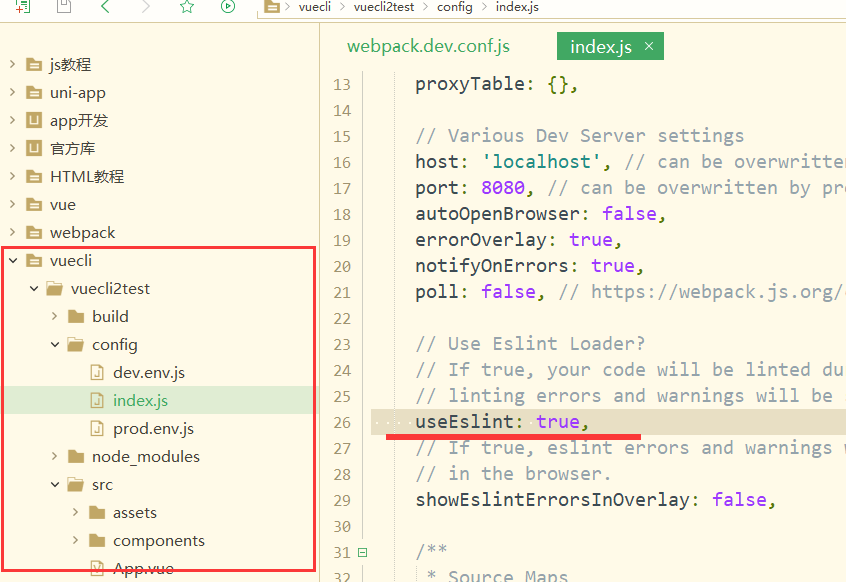 vuecli > vuecli2test > config > index.js
js教程
uni-app
app开发
官方库
HTML教程
vue
webpack
vuecli
vuecli2test
build
config
dev.env.js
index.js
prod.env.js
node_modules
src
assets
components
App.vue
webpack.dev.conf.js
index.js ×
13 proxyTable: {},
14
15 // Various Dev Server settings
16 host: 'localhost', // can be overwritten
17 port: 8080, // can be overwritten by pr
18 autoOpenBrowser: false,
19 errorOverlay: true,
20 notifyOnErrors: true,
21 poll: false, // https://webpack.js.org/
22
23 // Use Eslint Loader?
24 // If true, your code will be linted du
25 // linting errors and warnings will be
26 useEslint: true,
27 // If true, eslint errors and warnings
28 // in the browser.
29 showEslintErrorsInOverlay: false,
30
31 /**
32 * Source Maps